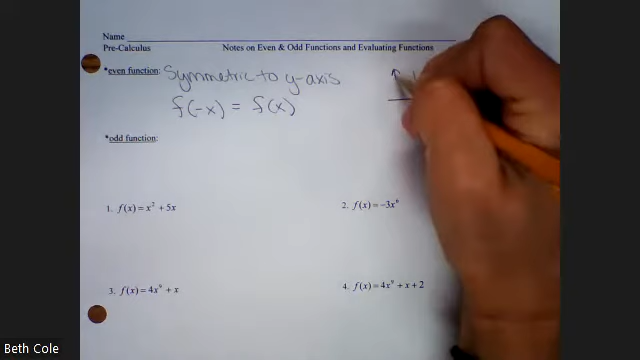 Name
Pre-Calculus Notes on Even & Odd Functions and Evaluating Functions
*even function: Symmetric to y-axis
f(-x) = f(x)
*odd function:
1. f(x) = x² + 5x 2. f(x) = -3x⁶
3. f(x) = 4x⁹ + x 4. f(x) = 4x⁹ + x + 2
Beth Cole